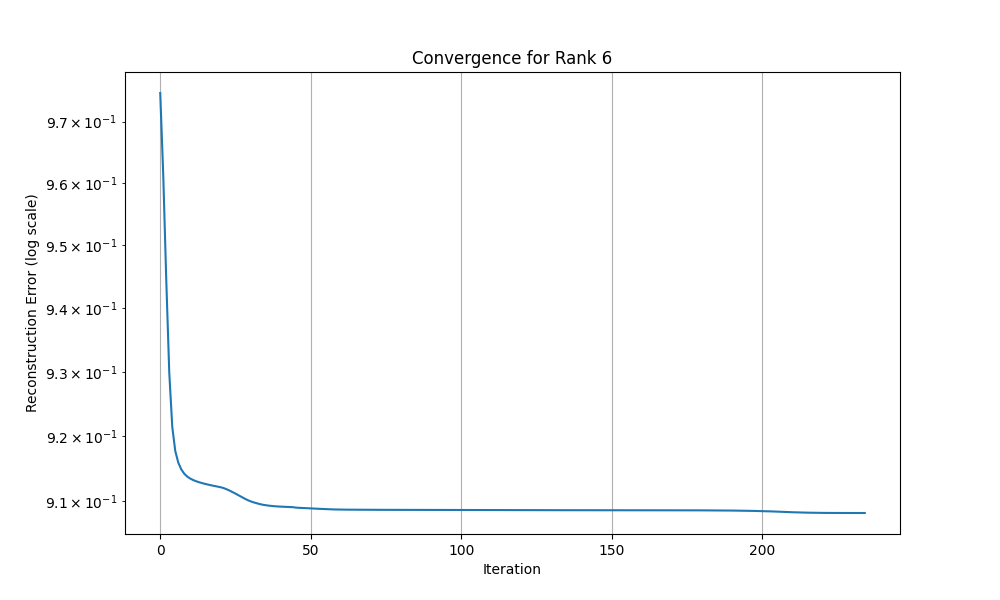 Convergence for Rank 6
Reconstruction Error (log scale)
9.7 × 10⁻¹
9.6 × 10⁻¹
9.5 × 10⁻¹
9.4 × 10⁻¹
9.3 × 10⁻¹
9.2 × 10⁻¹
9.1 × 10⁻¹
0 50 100 150 200
Iteration